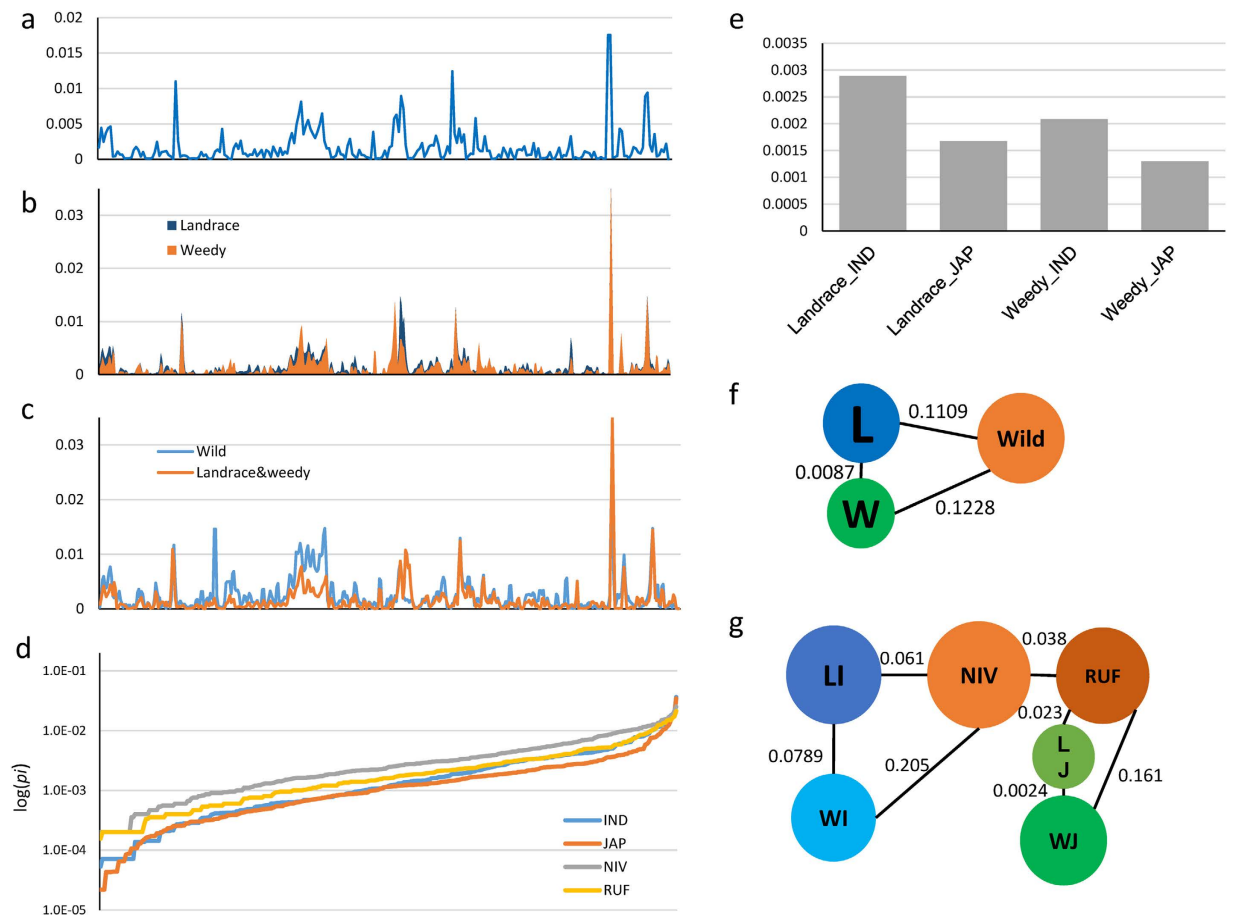 a
0.02
0.015
0.01
0.005
0
b
0.03
0.02
0.01
0
Landrace
Weedy
c
0.03
0.02
0.01
0
Wild
Landrace&weedy
d
log(pi)
1.0E-01
1.0E-02
1.0E-03
1.0E-04
1.0E-05
IND
JAP
NIV
RUF
e
0.0035
0.003
0.0025
0.002
0.0015
0.001
0.0005
0
Landrace_IND
Landrace_JAP
Weedy_IND
Weedy_JAP
f
L
0.1109
Wild
0.0087
W
0.1228
g
LI
0.061
NIV
0.038
RUF
0.023
L
J
0.0789
0.205
0.161
0.0024
WI
WJ